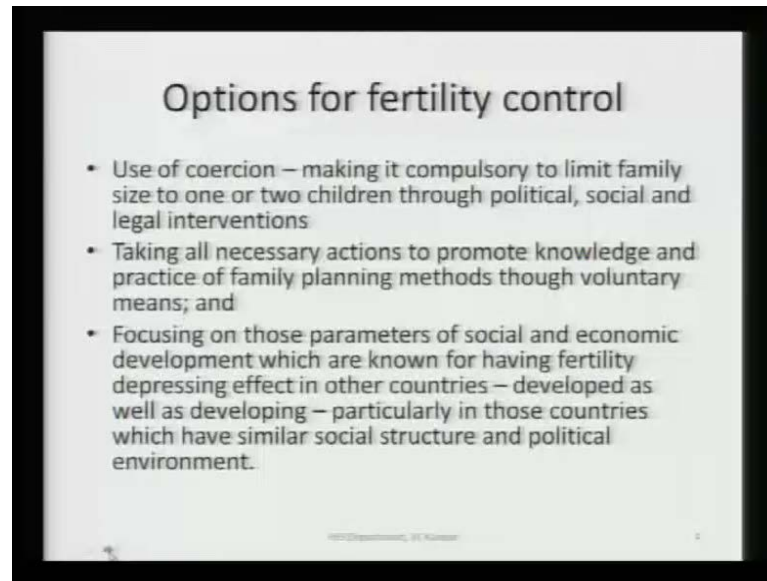 Options for fertility control
• Use of coercion – making it compulsory to limit family
size to one or two children through political, social and
legal interventions
• Taking all necessary actions to promote knowledge and
practice of family planning methods though voluntary
means; and
• Focusing on those parameters of social and economic
development which are known for having fertility
depressing effect in other countries – developed as
well as developing – particularly in those countries
which have similar social structure and political
environment.